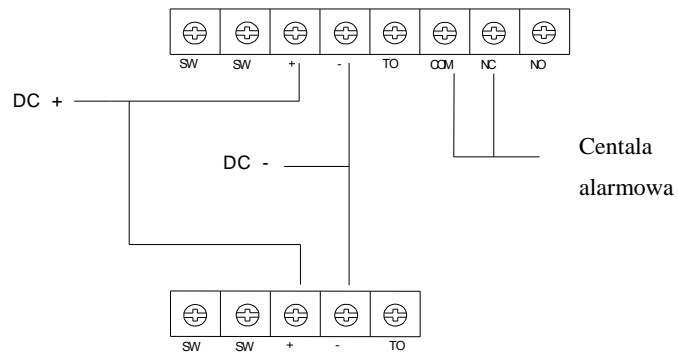 SW SW + - TO COM NC NO
DC +
DC -
Centala
alarmowa
SW SW + - TO